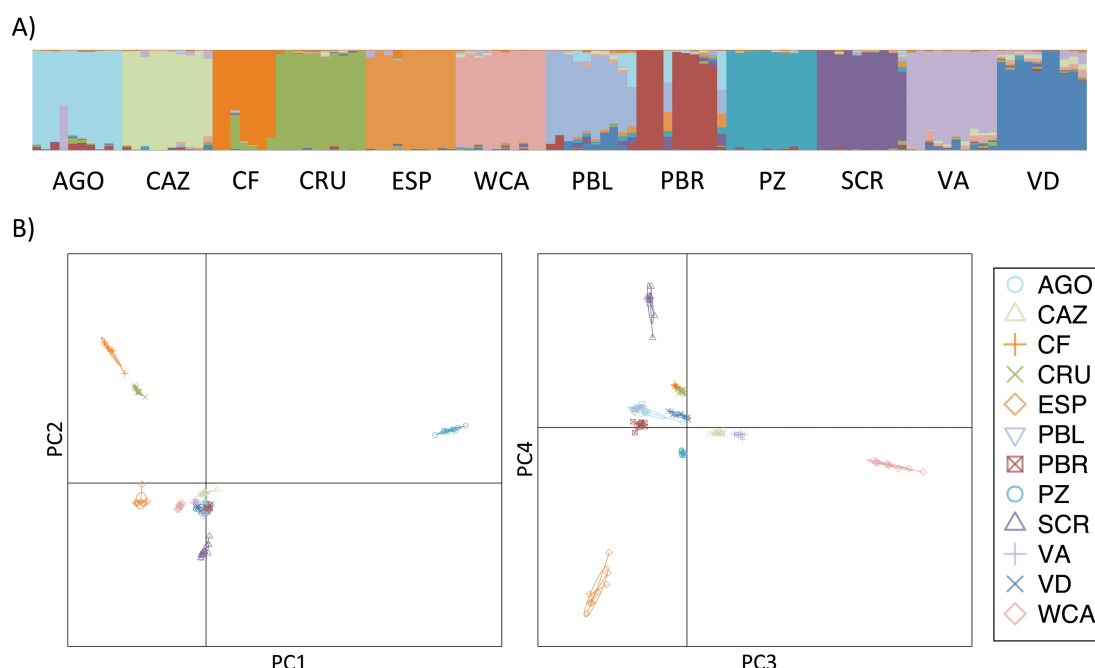 A)
AGO CAZ CF CRU ESP WCA PBL PBR PZ SCR VA VD
B)
PC2
PC1
PC4
PC3
AGO
CAZ
CF
CRU
ESP
PBL
PBR
PZ
SCR
VA
VD
WCA